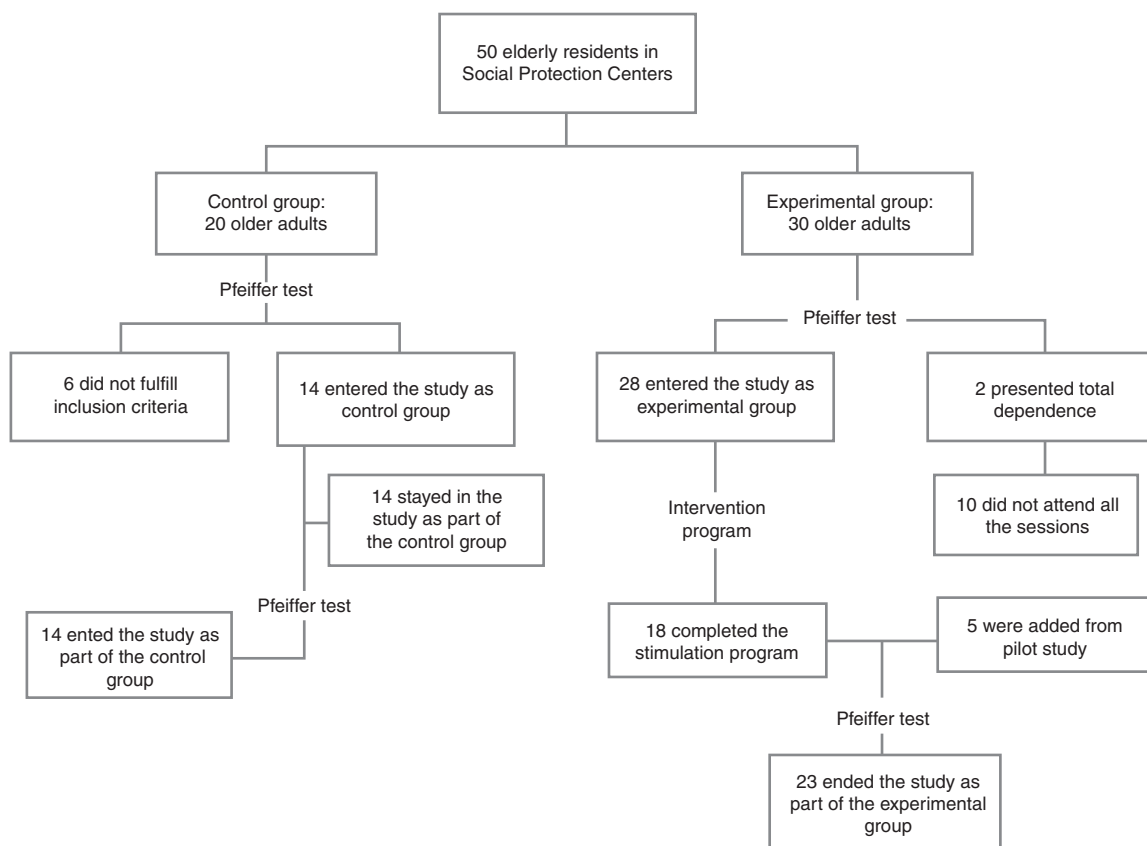 50 elderly residents in
Social Protection Centers
Control group:
20 older adults
Experimental group:
30 older adults
Pfeiffer test
Pfeiffer test
6 did not fulfill
inclusion criteria
14 entered the study as
control group
28 entered the study as
experimental group
2 presented total
dependence
14 stayed in the
study as part of
the control group
Intervention
program
10 did not attend all
the sessions
Pfeiffer test
14 ented the study as
part of the control
group
18 completed the
stimulation program
5 were added from
pilot study
Pfeiffer test
23 ended the study as
part of the experimental
group